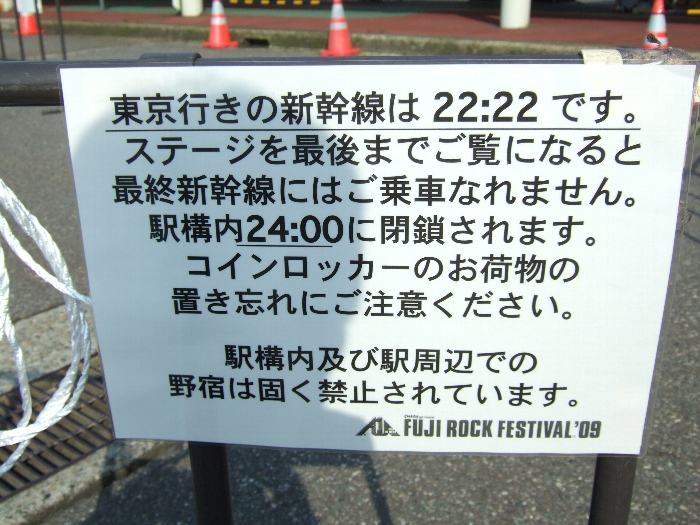 東京行きの新幹線は 22:22 です。
ステージを最後までご覧になると
最終新幹線にはご乗車なれません。
駅構内24:00に閉鎖されます。
コインロッカーのお荷物の
置き忘れにご注意ください。
駅構内及び駅周辺での
野宿は固く禁止されています。
FUJI ROCK FESTIVAL'09